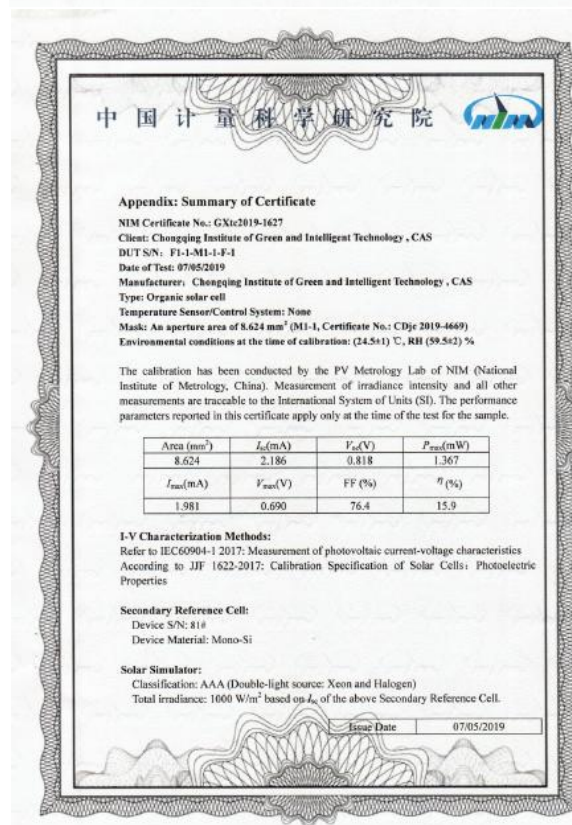 中国计量科学研究院
NIM
Appendix: Summary of Certificate
NIM Certificate No.: GXtc2019-1627
Client: Chongqing Institute of Green and Intelligent Technology , CAS
DUT S/N: F1-1-M1-1-F-1
Date of Test: 07/05/2019
Manufacturer: Chongqing Institute of Green and Intelligent Technology , CAS
Type: Organic solar cell
Temperature Sensor/Control System: None
Mask: An aperture area of 8.624 mm² (M1-1, Certificate No.: CDjc 2019-4669)
Environmental conditions at the time of calibration: (24.5±1) ℃, RH (59.5±2) %
The calibration has been conducted by the PV Metrology Lab of NIM (National
Institute of Metrology, China). Measurement of irradiance intensity and all other
measurements are traceable to the International System of Units (SI). The performance
parameters reported in this certificate apply only at the time of the test for the sample.
Area (mm²) Isc(mA) Voc(V) Pmax(mW)
8.624 2.186 0.818 1.367
Imax(mA) Vmax(V) FF (%) η (%)
1.981 0.690 76.4 15.9
I-V Characterization Methods:
Refer to IEC60904-1 2017: Measurement of photovoltaic current-voltage characteristics
According to JJF 1622-2017: Calibration Specification of Solar Cells: Photoelectric
Properties
Secondary Reference Cell:
Device S/N: 81#
Device Material: Mono-Si
Solar Simulator:
Classification: AAA (Double-light source: Xeon and Halogen)
Total irradiance: 1000 W/m² based on Isc of the above Secondary Reference Cell.
Issue Date 07/05/2019